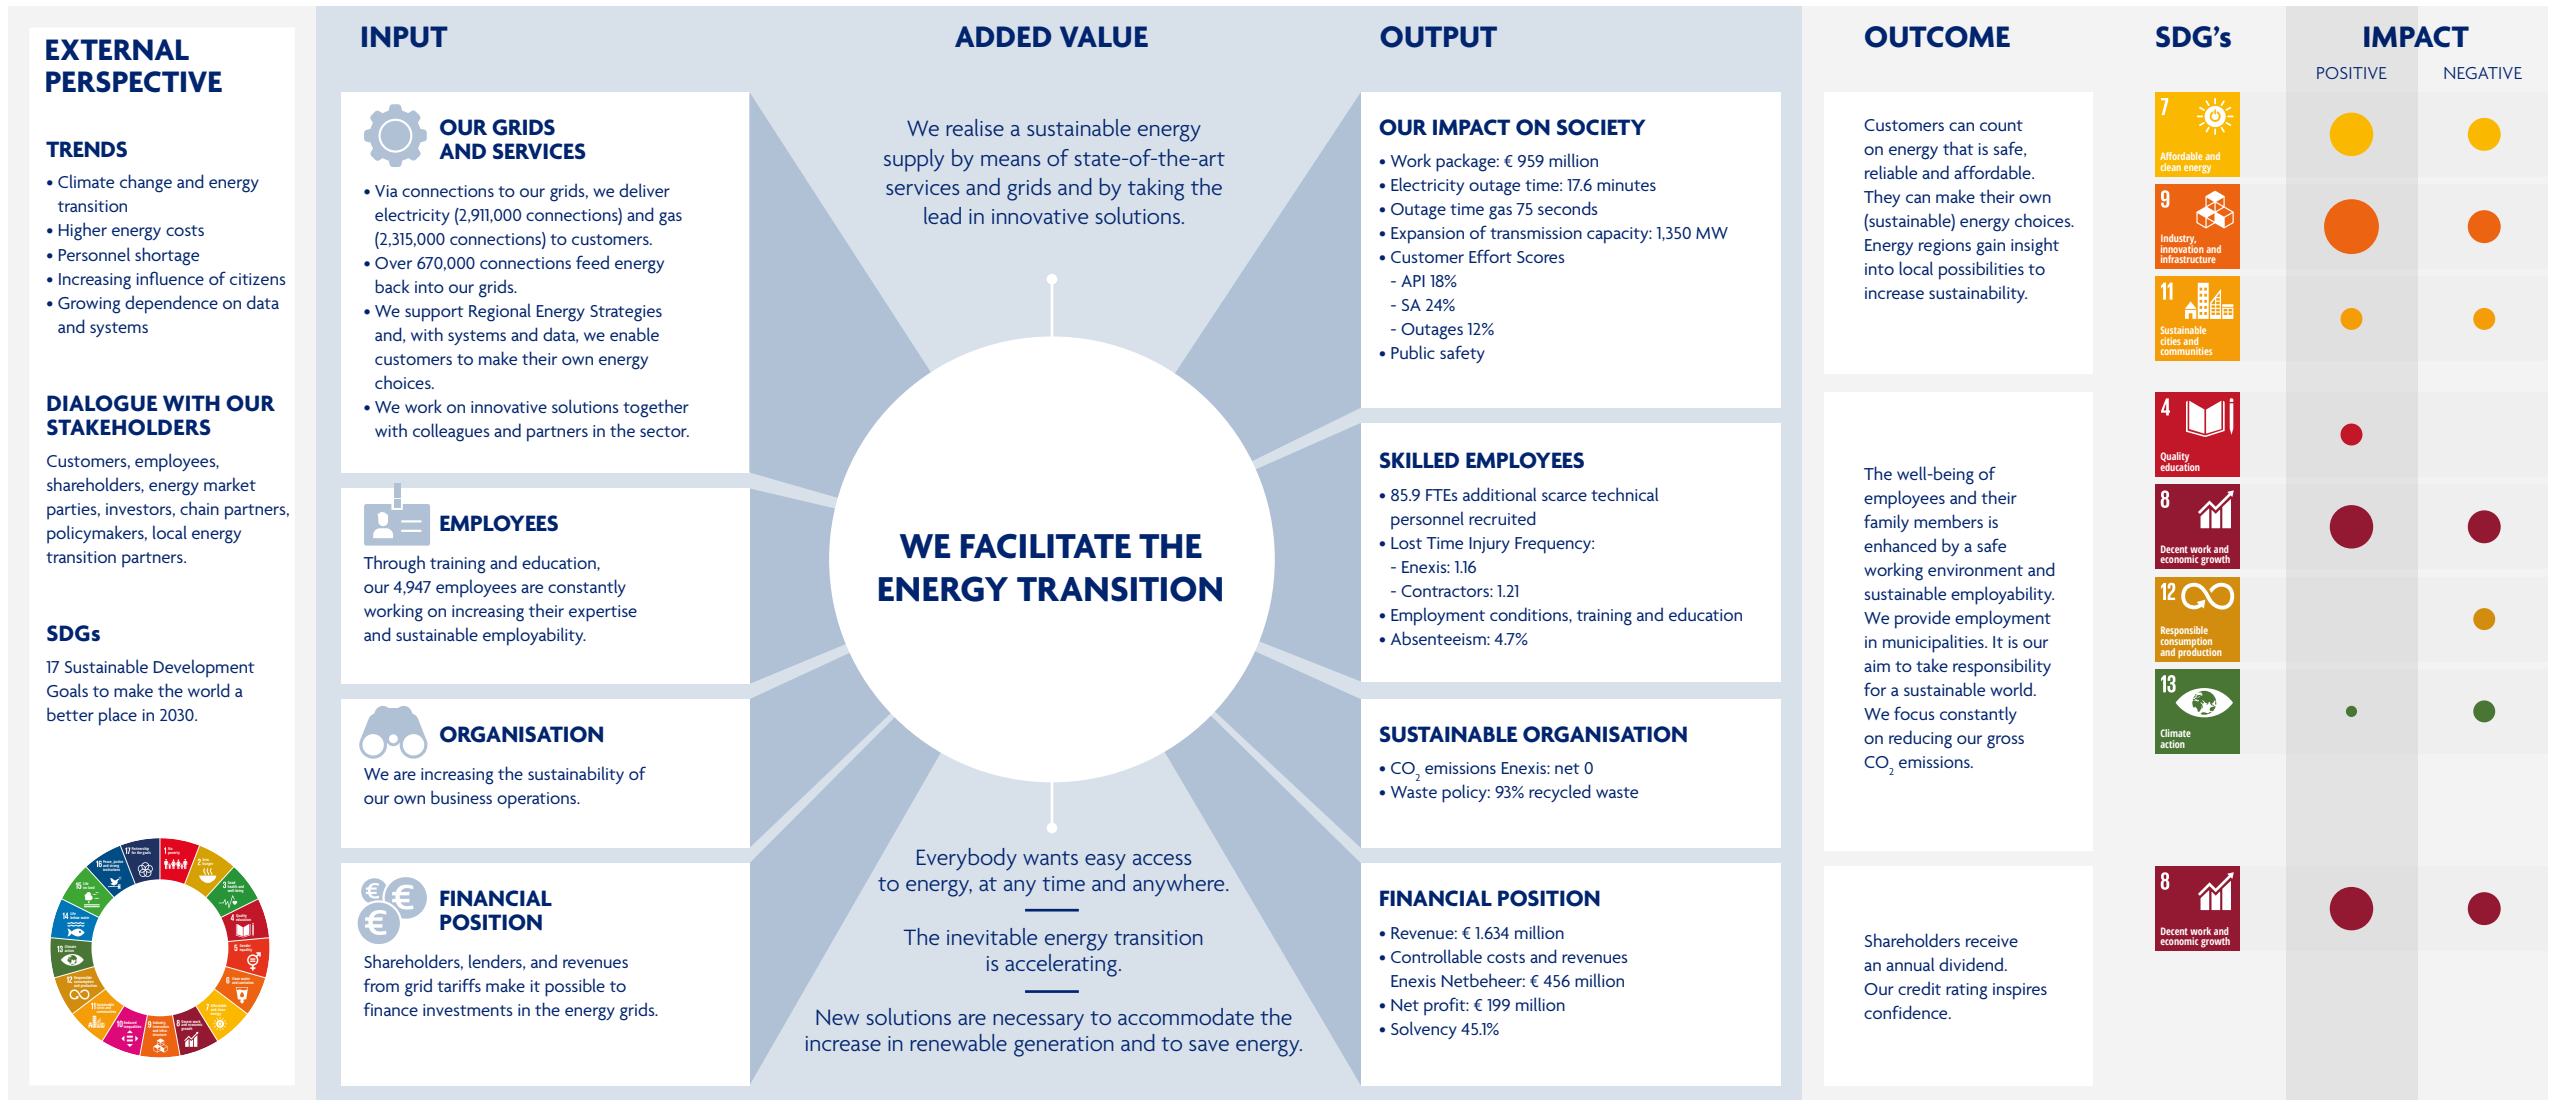 EXTERNAL
PERSPECTIVE
TRENDS
• Climate change and energy
transition
• Higher energy costs
• Personnel shortage
• Increasing influence of citizens
• Growing dependence on data
and systems
DIALOGUE WITH OUR
STAKEHOLDERS
Customers, employees,
shareholders, energy market
parties, investors, chain partners,
policymakers, local energy
transition partners.
SDGs
17 Sustainable Development
Goals to make the world a
better place in 2030.
INPUT
OUR GRIDS
AND SERVICES
• Via connections to our grids, we deliver
electricity (2,911,000 connections) and gas
(2,315,000 connections) to customers.
• Over 670,000 connections feed energy
back into our grids.
• We support Regional Energy Strategies
and, with systems and data, we enable
customers to make their own energy
choices.
• We work on innovative solutions together
with colleagues and partners in the sector.
EMPLOYEES
Through training and education,
our 4,947 employees are constantly
working on increasing their expertise
and sustainable employability.
ORGANISATION
We are increasing the sustainability of
our own business operations.
FINANCIAL
POSITION
Shareholders, lenders, and revenues
from grid tariffs make it possible to
finance investments in the energy grids.
ADDED VALUE
We realise a sustainable energy
supply by means of state-of-the-art
services and grids and by taking the
lead in innovative solutions.
WE FACILITATE THE
ENERGY TRANSITION
Everybody wants easy access
to energy, at any time and anywhere.
The inevitable energy transition
is accelerating.
New solutions are necessary to accommodate the
increase in renewable generation and to save energy.
OUTPUT
OUR IMPACT ON SOCIETY
• Work package: € 959 million
• Electricity outage time: 17.6 minutes
• Outage time gas 75 seconds
• Expansion of transmission capacity: 1,350 MW
• Customer Effort Scores
- API 18%
- SA 24%
- Outages 12%
• Public safety
SKILLED EMPLOYEES
• 85.9 FTEs additional scarce technical
personnel recruited
• Lost Time Injury Frequency:
- Enexis: 1.16
- Contractors: 1.21
• Employment conditions, training and education
• Absenteeism: 4.7%
SUSTAINABLE ORGANISATION
• CO2 emissions Enexis: net 0
• Waste policy: 93% recycled waste
FINANCIAL POSITION
• Revenue: € 1.634 million
• Controllable costs and revenues
Enexis Netbeheer: € 456 million
• Net profit: € 199 million
• Solvency 45.1%
OUTCOME
Customers can count
on energy that is safe,
reliable and affordable.
They can make their own
(sustainable) energy choices.
Energy regions gain insight
into local possibilities to
increase sustainability.
The well-being of
employees and their
family members is
enhanced by a safe
working environment and
sustainable employability.
We provide employment
in municipalities. It is our
aim to take responsibility
for a sustainable world.
We focus constantly
on reducing our gross
CO2 emissions.
Shareholders receive
an annual dividend.
Our credit rating inspires
confidence.
SDG's
IMPACT
POSITIVE NEGATIVE
7
Affordable and
clean energy
9
Industry,
innovation and
infrastructure
11
Sustainable
cities and
communities
4
Quality
education
8
Decent work and
economic growth
12
Responsible
consumption
and production
13
Climate
action
8
Decent work and
economic growth